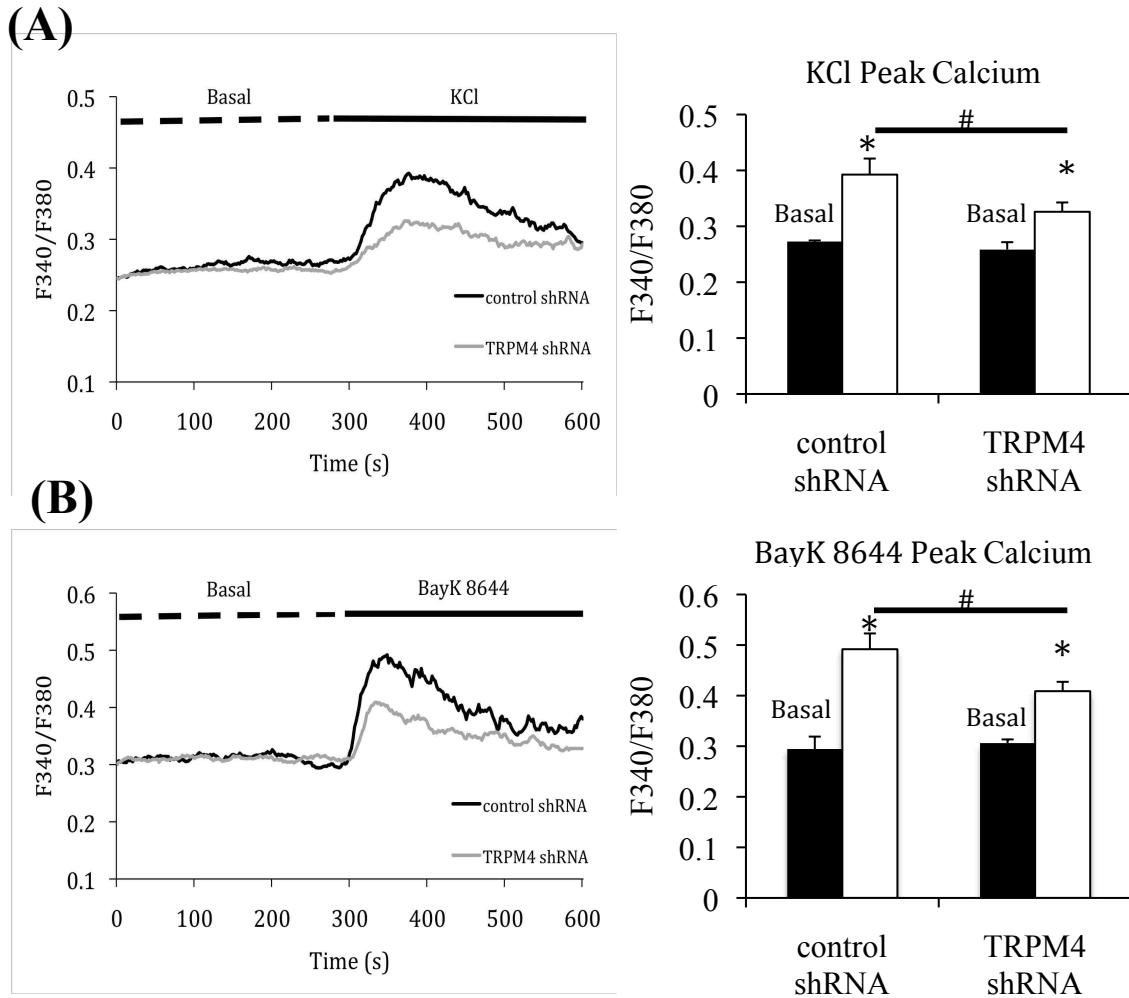 (A)
Basal
KCl
0.5
0.4
0.3
0.2
0.1
F340/F380
control shRNA
TRPM4 shRNA
0
100
200
300
400
500
600
Time (s)
KCl Peak Calcium
#
0.5
0.4
0.3
0.2
0.1
0
F340/F380
Basal
*
Basal
*
control
shRNA
TRPM4
shRNA
(B)
Basal
BayK 8644
0.6
0.5
0.4
0.3
0.2
0.1
F340/F380
control shRNA
TRPM4 shRNA
0
100
200
300
400
500
600
Time (s)
BayK 8644 Peak Calcium
#
0.6
0.5
0.4
0.3
0.2
0.1
0
F340/F380
Basal
*
Basal
*
control
shRNA
TRPM4
shRNA